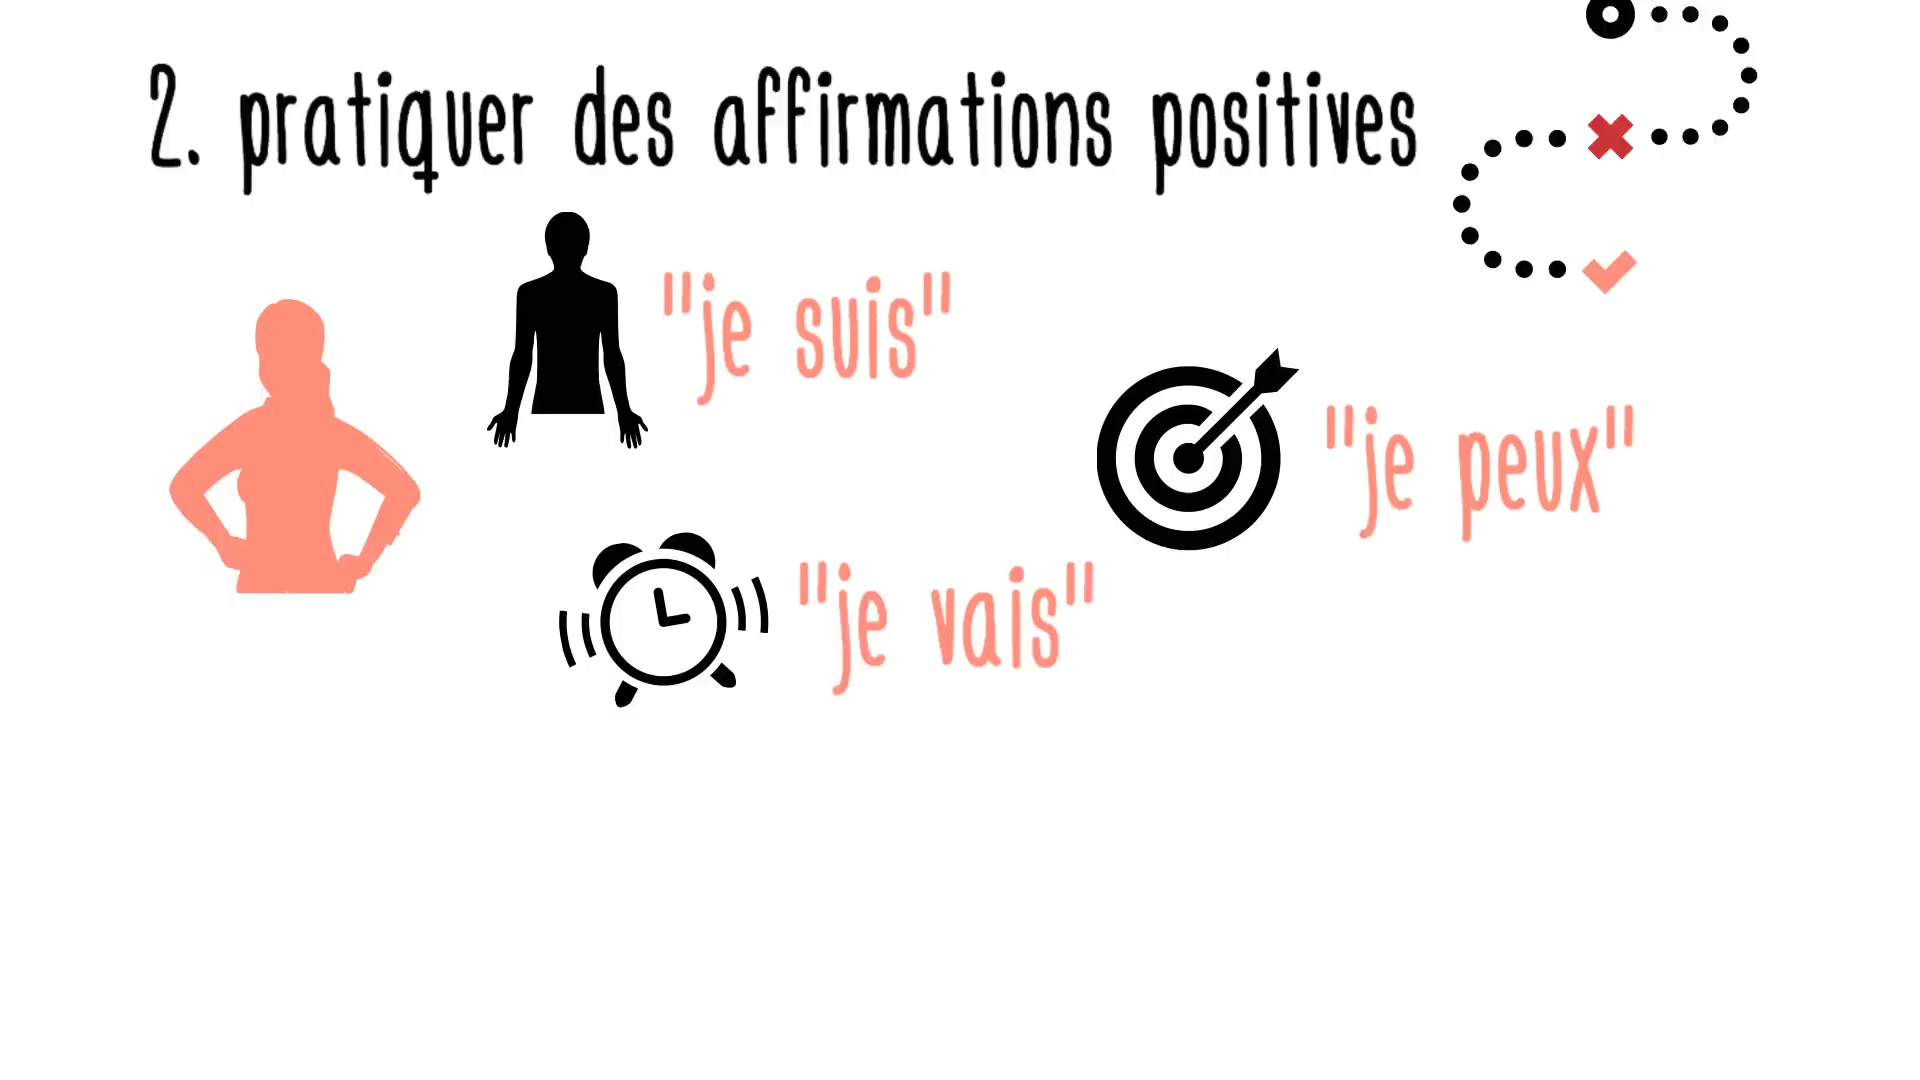 2. pratiquer des affirmations positives
"je suis"
"je peux"
"je vais"